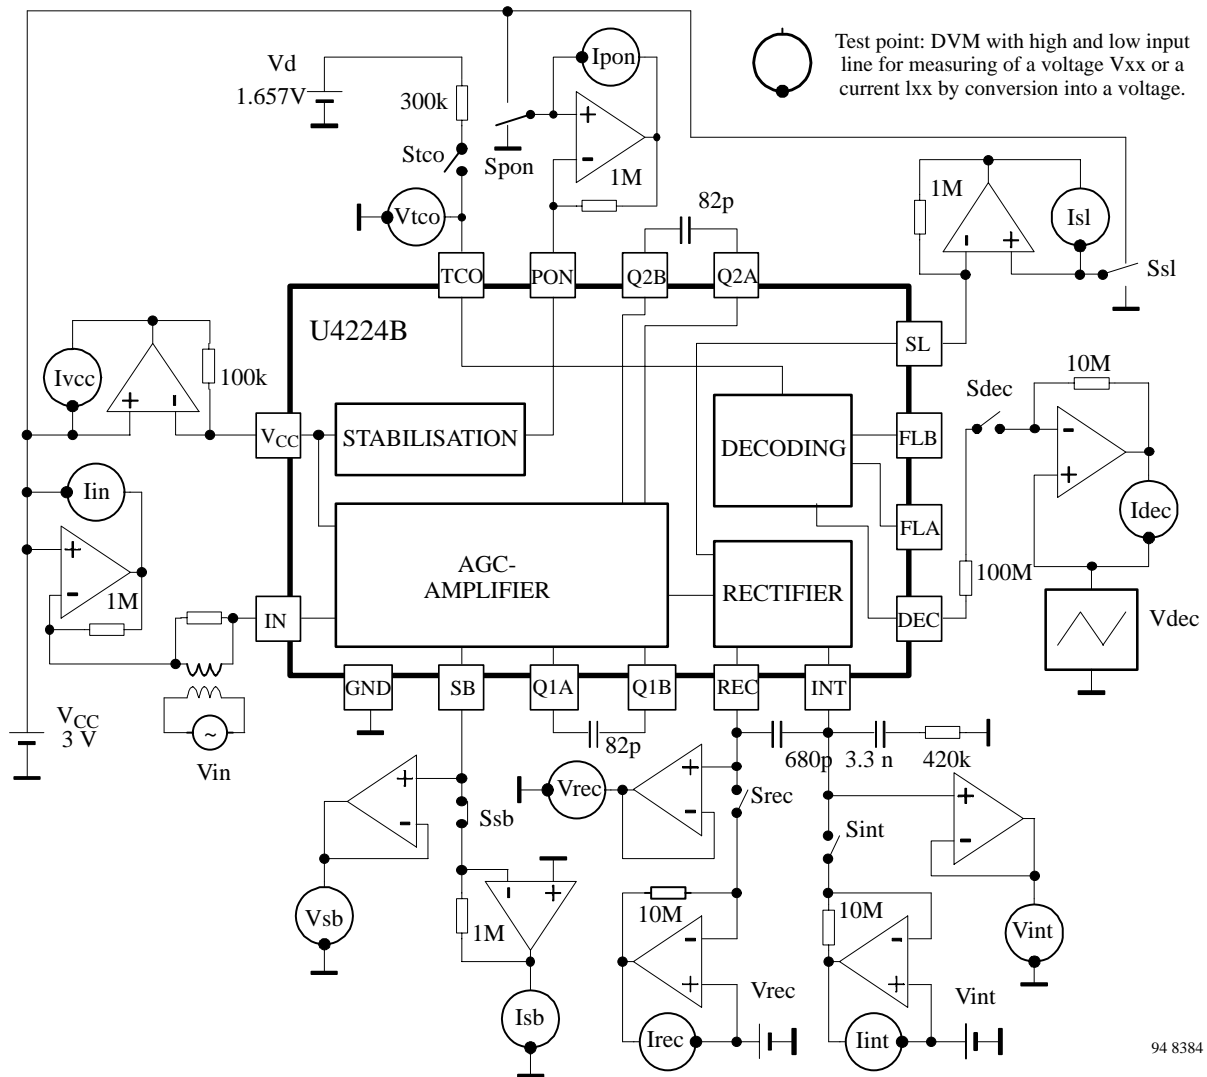 Test point: DVM with high and low input
line for measuring of a voltage Vxx or a
current lxx by conversion into a voltage.
Vd
1.657V
300k
Stco
Vtco
Spon
Ipon
+
-
1M
82p
1M
Isl
- +
Ssl
TCO
PON
Q2B
Q2A
U4224B
SL
Ivcc
+ -
100k
VCC
STABILISATION
DECODING
FLB
FLA
Sdec
10M
-
+
Idec
100M
Vdec
Iin
+
-
1M
IN
AGC-
AMPLIFIER
RECTIFIER
DEC
GND
SB
Q1A
Q1B
REC
INT
VCC
3 V
~
Vin
82p
680p
3.3 n
420k
+
-
Vsb
Ssb
- +
1M
Isb
Vrec
+
-
Srec
10M
-
+
Irec
Vrec
Sint
10M
-
+
Iint
Vint
+
-
Vint
94 8384